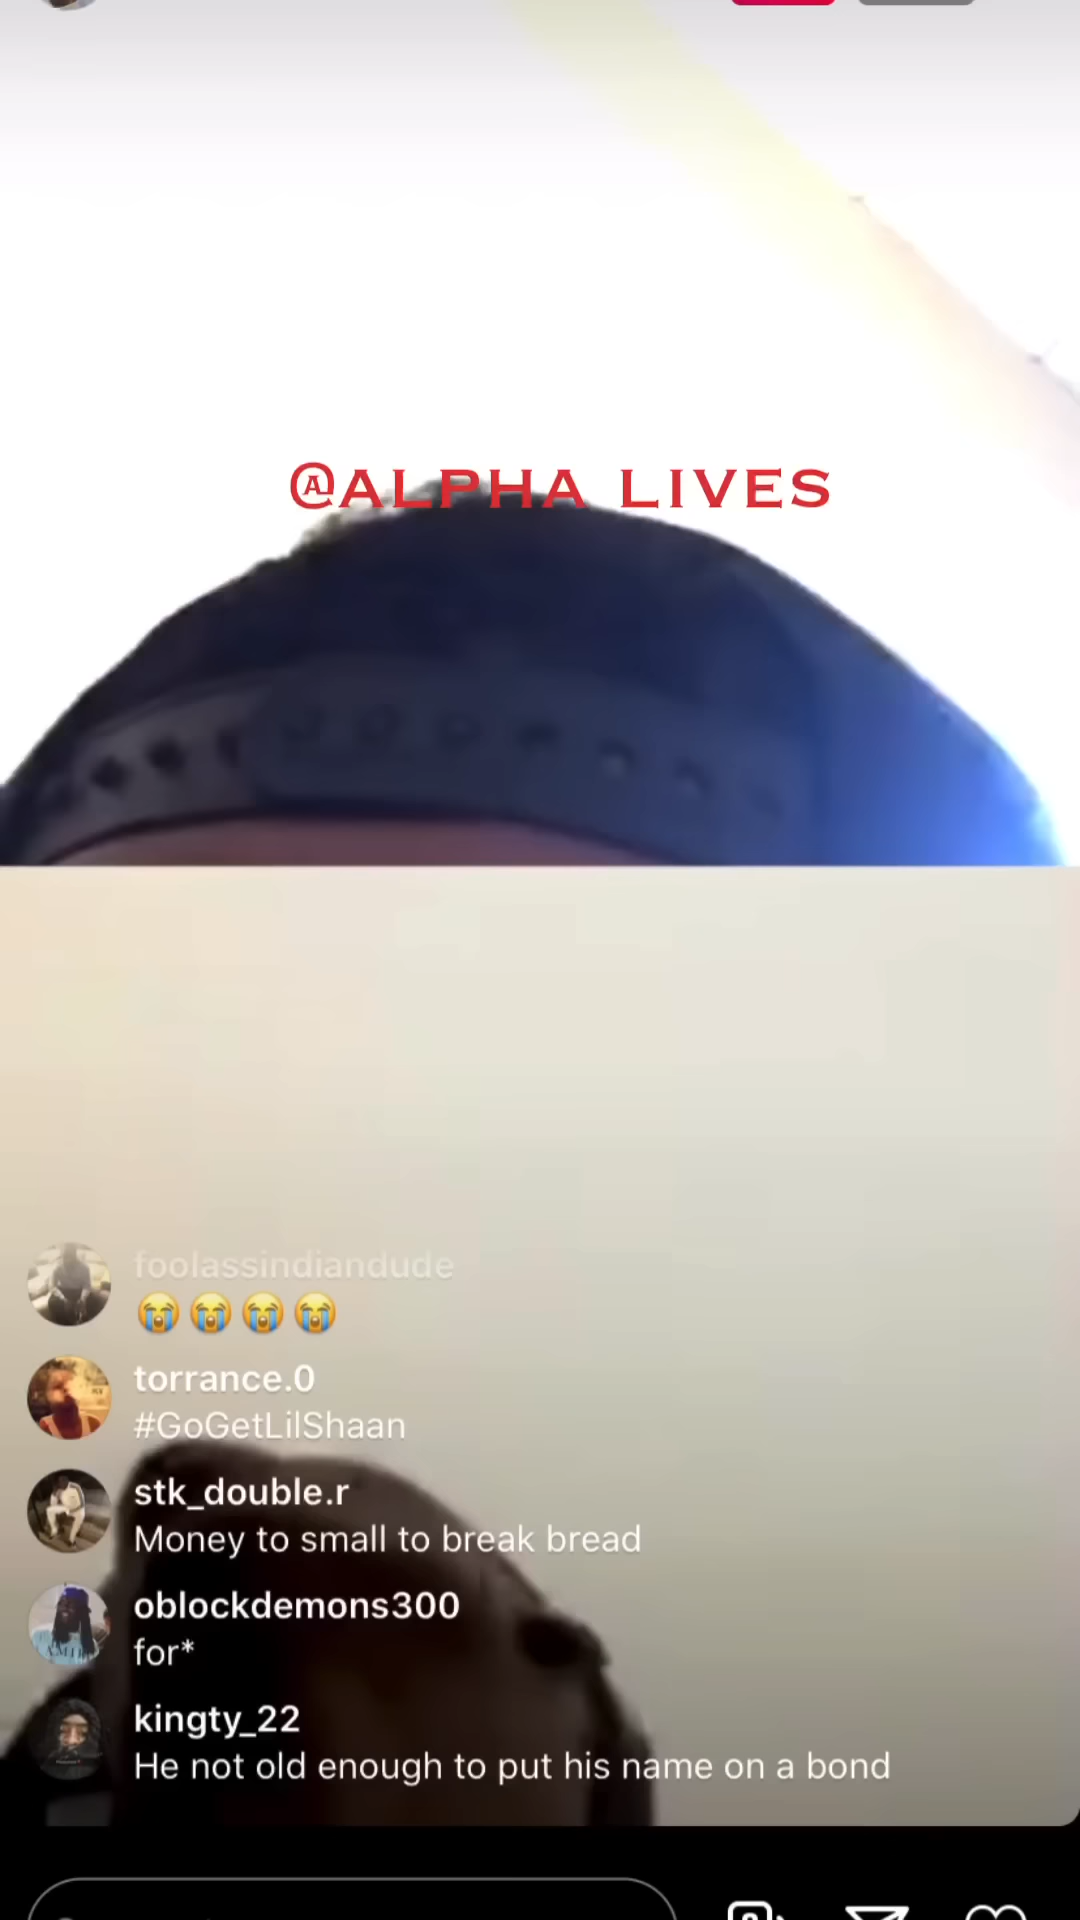 @ALPHA LIVES
foolassindiandude
😭😭😭😭
torrance.0
#GoGetLilShaan
stk_double.r
Money to small to break bread
oblockdemons300
for*
kingty_22
He not old enough to put his name on a bond